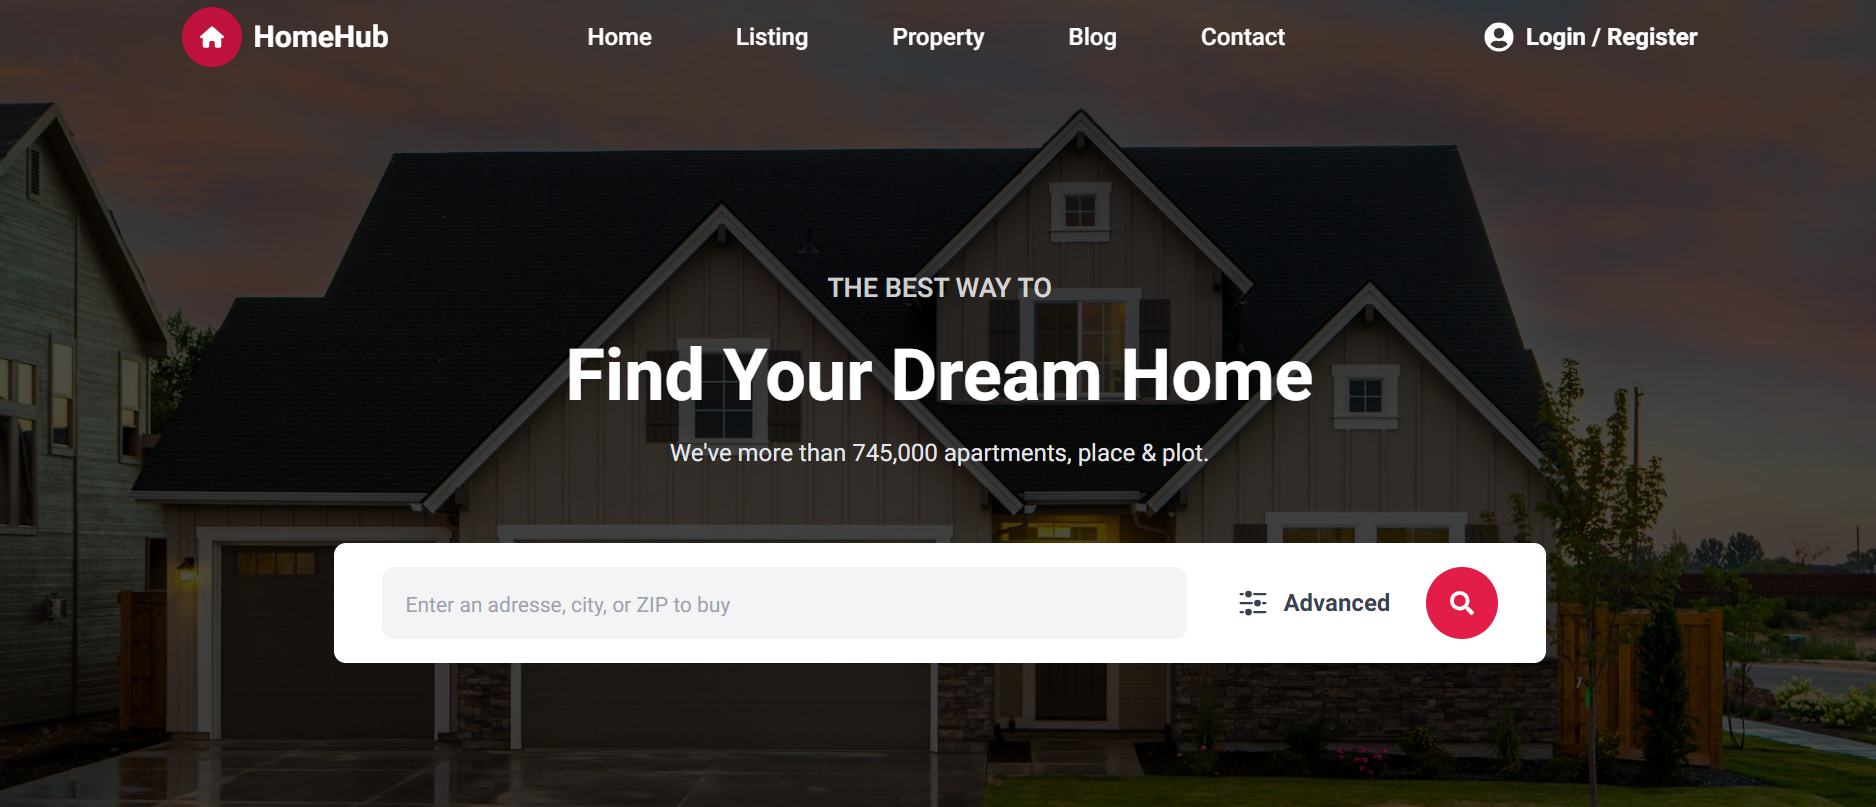 HomeHub
Home
Listing
Property
Blog
Contact
Login / Register
THE BEST WAY TO
Find Your Dream Home
We've more than 745,000 apartments, place & plot.
Enter an adresse, city, or ZIP to buy
Advanced